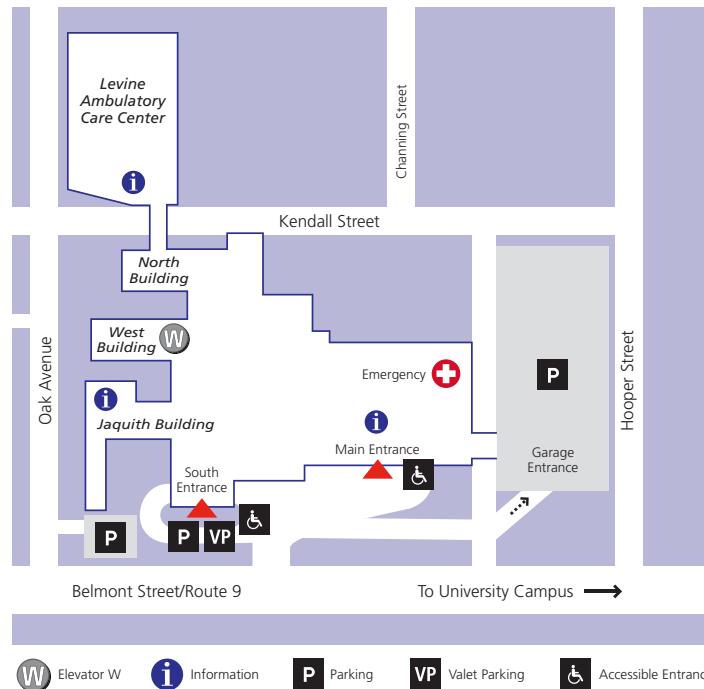 Levine
Ambulatory
Care Center
i
Channing Street
Kendall Street
North
Building
West
Building
W
Oak Avenue
Hooper Street
Emergency
P
i
i
Jaquith Building
Main Entrance
Garage
Entrance
South
Entrance
P
P
VP
Belmont Street/Route 9
To University Campus
W Elevator W
i Information
P Parking
VP Valet Parking
Accessible Entranc